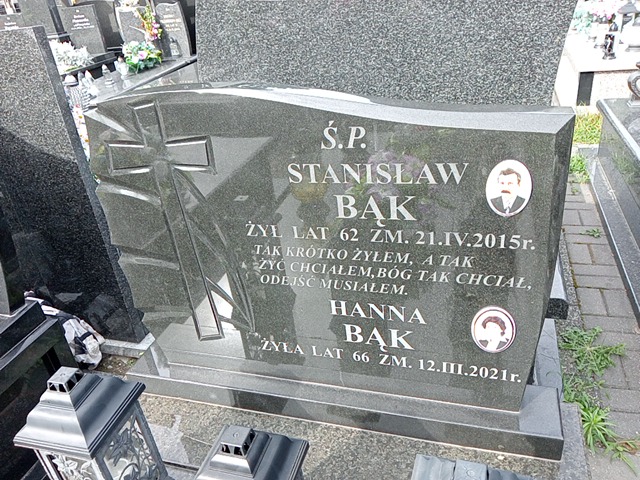 Ś.P.
STANISŁAW
BĄK
ŻYŁ LAT 62 ZM. 21.IV.2015r.
TAK KRÓTKO ŻYŁEM, A TAK
ŻYĆ CHCIAŁEM, BÓG TAK CHCIAŁ,
ODEJŚĆ MUSIAŁEM.
HANNA
BĄK
ŻYŁA LAT 66 ZM. 12.III.2021r.